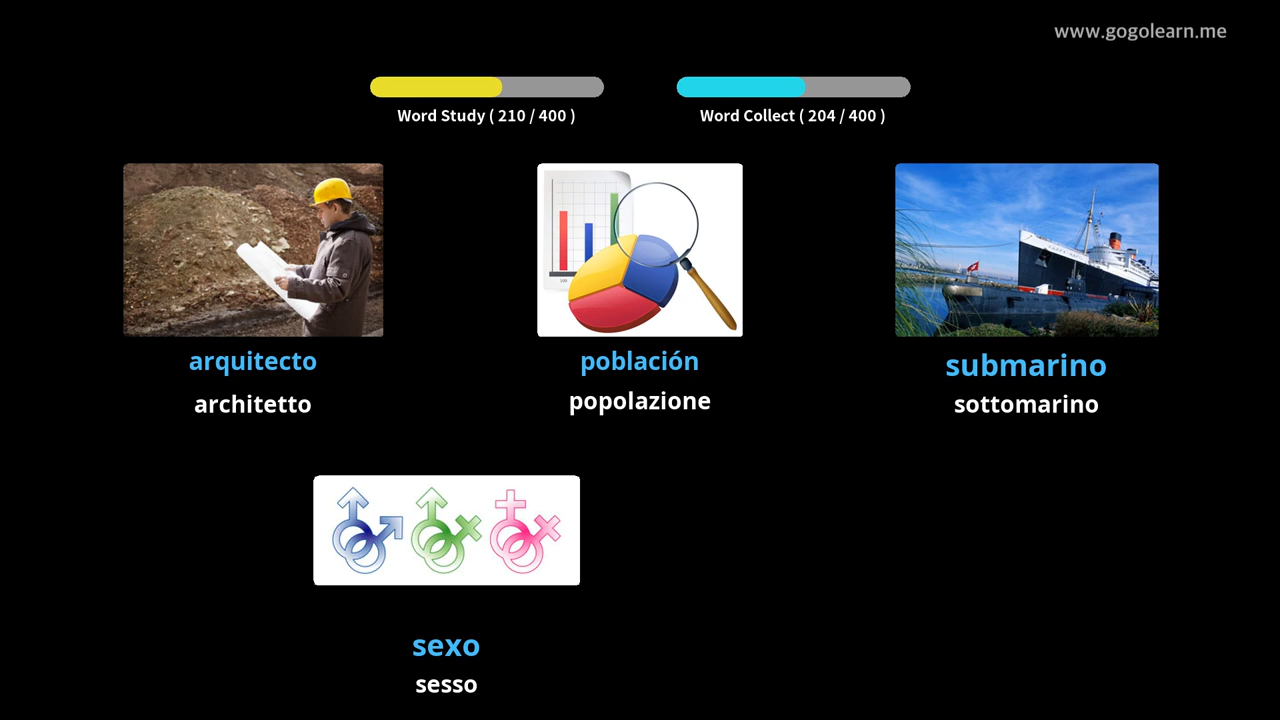 www.gogolearn.me
Word Study ( 210 / 400 )
Word Collect ( 204 / 400 )
arquitecto
architetto
población
popolazione
submarino
sottomarino
sexo
sesso